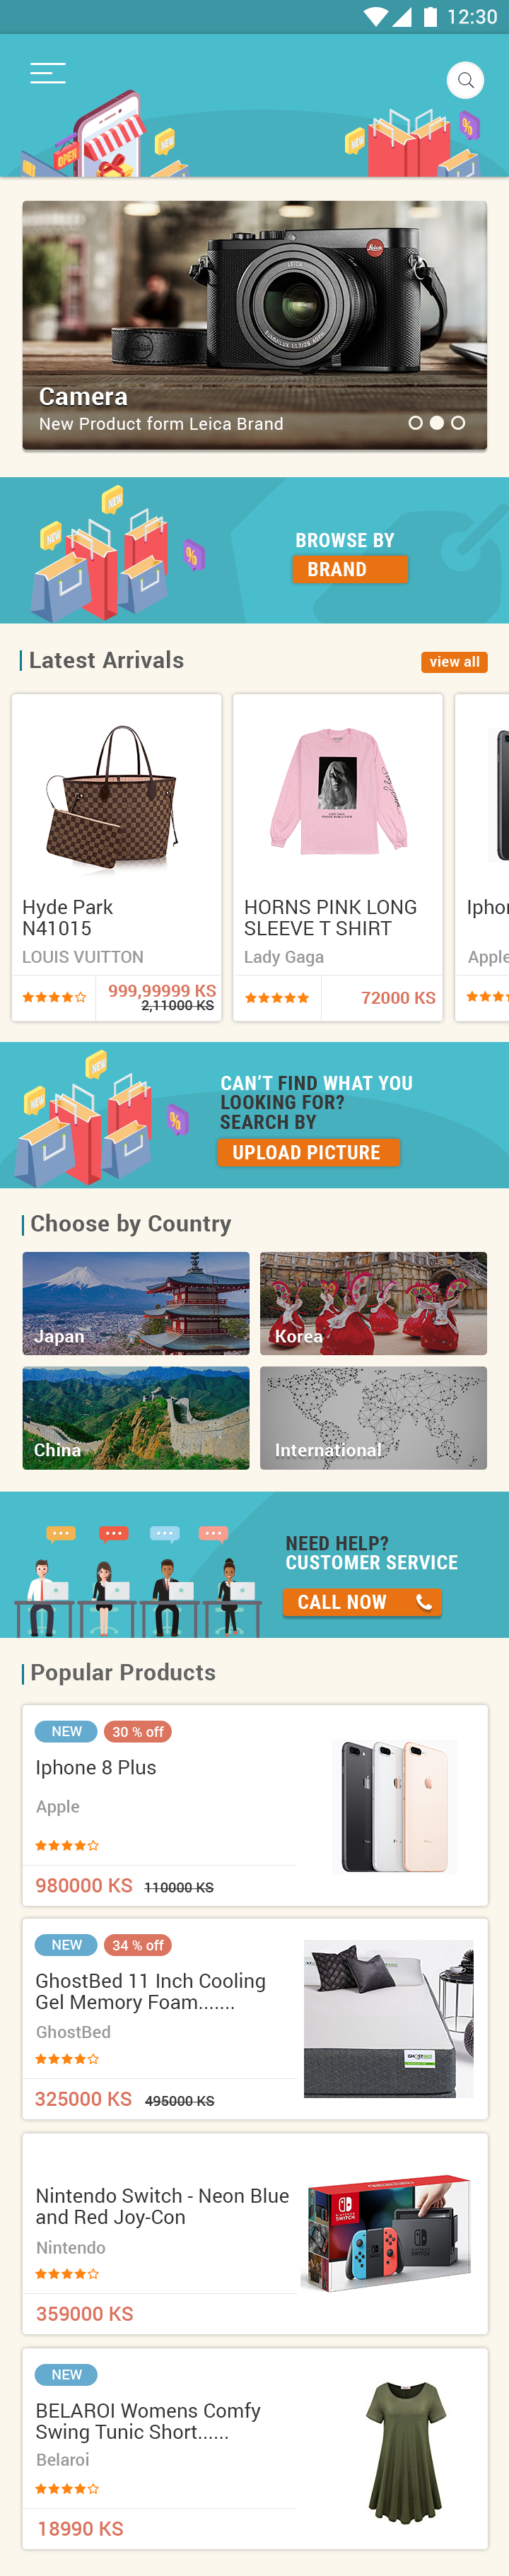 12:30
OPEN
NEW
NEW
%
Leica
LEICA
Camera
New Product form Leica Brand
NEW
NEW
%
BROWSE BY
BRAND
Latest Arrivals
view all
Hyde Park
N41015
LOUIS VUITTON
999,99999 KS
2,11000 KS
HORNS PINK LONG
SLEEVE T SHIRT
Lady Gaga
72000 KS
Iphon
Apple
NEW
NEW
%
CAN'T FIND WHAT YOU
LOOKING FOR?
SEARCH BY
UPLOAD PICTURE
Choose by Country
Japan
Korea
China
International
NEED HELP?
CUSTOMER SERVICE
CALL NOW
Popular Products
NEW
30 % off
Iphone 8 Plus
Apple
980000 KS
110000 KS
NEW
34 % off
GhostBed 11 Inch Cooling
Gel Memory Foam.......
GhostBed
GHOSTBED
325000 KS
495000 KS
Nintendo Switch - Neon Blue
and Red Joy-Con
Nintendo
NINTENDO
SWITCH
359000 KS
NEW
BELAROI Womens Comfy
Swing Tunic Short......
Belaroi
18990 KS